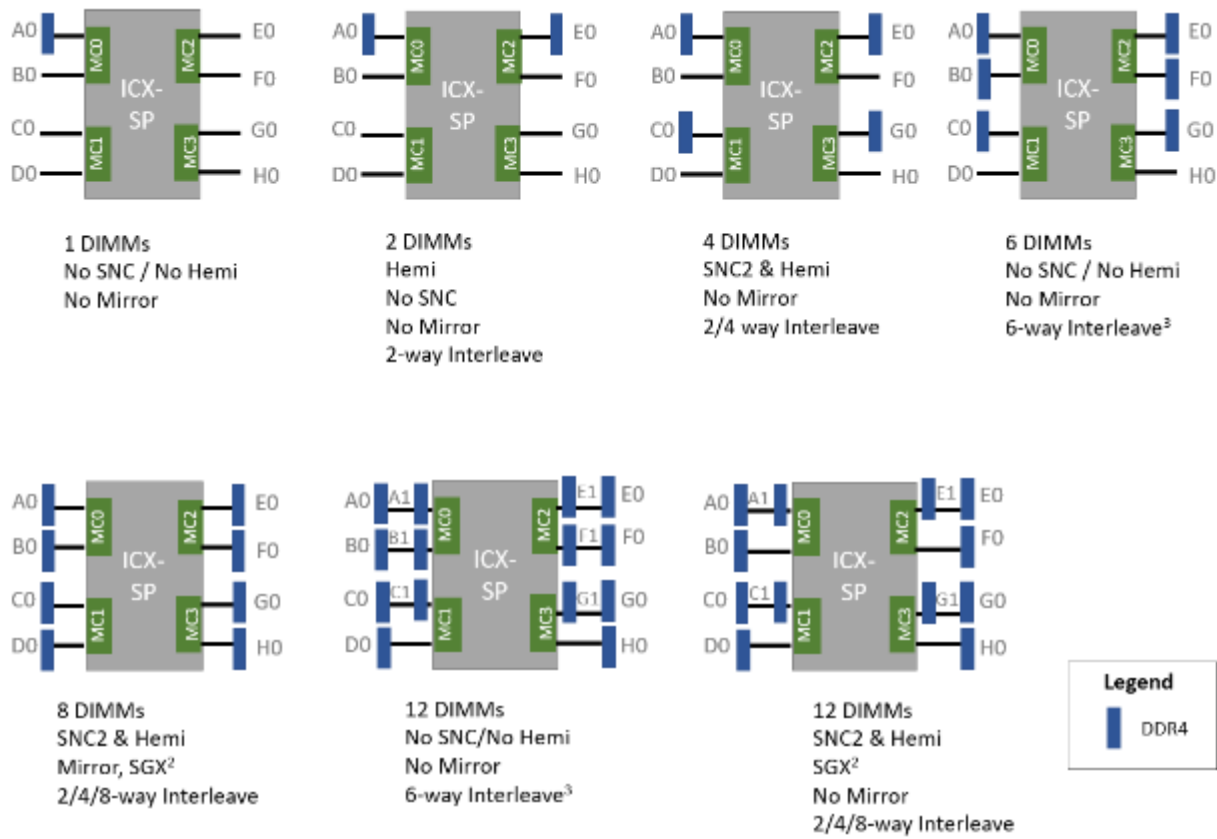 A0 E0
MC0 MC2
B0 F0
ICX-
SP
C0 G0
MC1 MC3
D0 H0
1 DIMMs
No SNC / No Hemi
No Mirror
A0 E0
MC0 MC2
B0 F0
ICX-
SP
C0 G0
MC1 MC3
D0 H0
2 DIMMs
Hemi
No SNC
No Mirror
2-way Interleave
A0 E0
MC0 MC2
B0 F0
ICX-
SP
C0 G0
MC1 MC3
D0 H0
4 DIMMs
SNC2 & Hemi
No Mirror
2/4 way Interleave
A0 E0
MC0 MC2
B0 F0
ICX-
SP
C0 G0
MC1 MC3
D0 H0
6 DIMMs
No SNC / No Hemi
No Mirror
6-way Interleave³
A0 E0
MC0 MC2
B0 F0
ICX-
SP
C0 G0
MC1 MC3
D0 H0
8 DIMMs
SNC2 & Hemi
Mirror, SGX²
2/4/8-way Interleave
A0 A1 E1 E0
MC0 MC2
B0 B1 F1 F0
ICX-
SP
C0 C1 G1 G0
MC1 MC3
D0 H0
12 DIMMs
No SNC/No Hemi
No Mirror
6-way Interleave³
A0 A1 E1 E0
MC0 MC2
B0 F0
ICX-
SP
C0 C1 G1 G0
MC1 MC3
D0 H0
12 DIMMs
SNC2 & Hemi
SGX²
No Mirror
2/4/8-way Interleave
Legend
DDR4